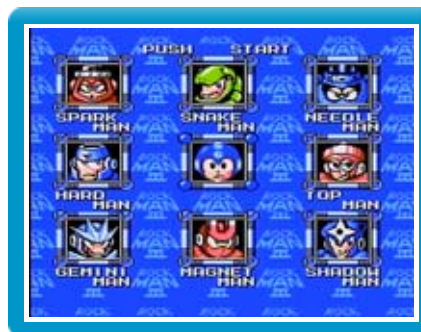 PUSH START
SPARK MAN
SNAKE MAN
NEEDLE MAN
HARD MAN
TOP MAN
GEMINI MAN
MAGNET MAN
SHADOW MAN